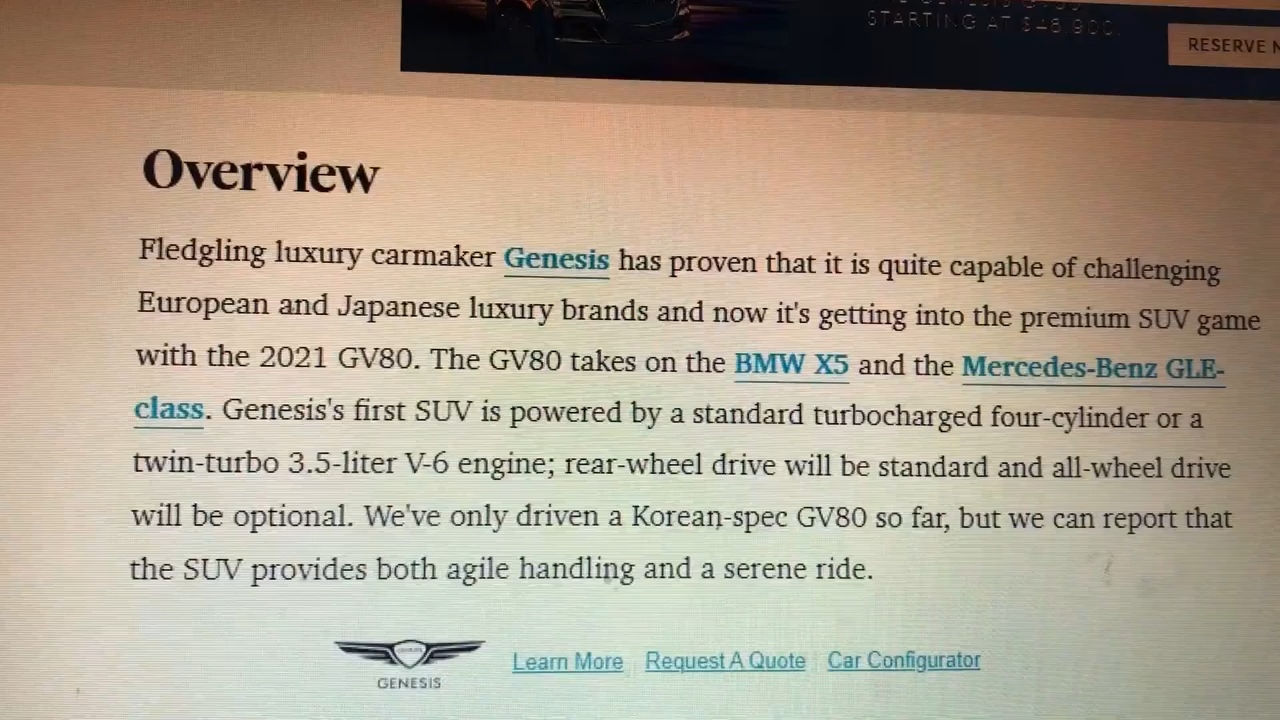 STARTING AT $48,900.
RESERVE N
Overview
Fledgling luxury carmaker Genesis has proven that it is quite capable of challenging
European and Japanese luxury brands and now it's getting into the premium SUV game
with the 2021 GV80. The GV80 takes on the BMW X5 and the Mercedes-Benz GLE-
class. Genesis's first SUV is powered by a standard turbocharged four-cylinder or a
twin-turbo 3.5-liter V-6 engine; rear-wheel drive will be standard and all-wheel drive
will be optional. We've only driven a Korean-spec GV80 so far, but we can report that
the SUV provides both agile handling and a serene ride.
GENESIS
Learn More Request A Quote Car Configurator